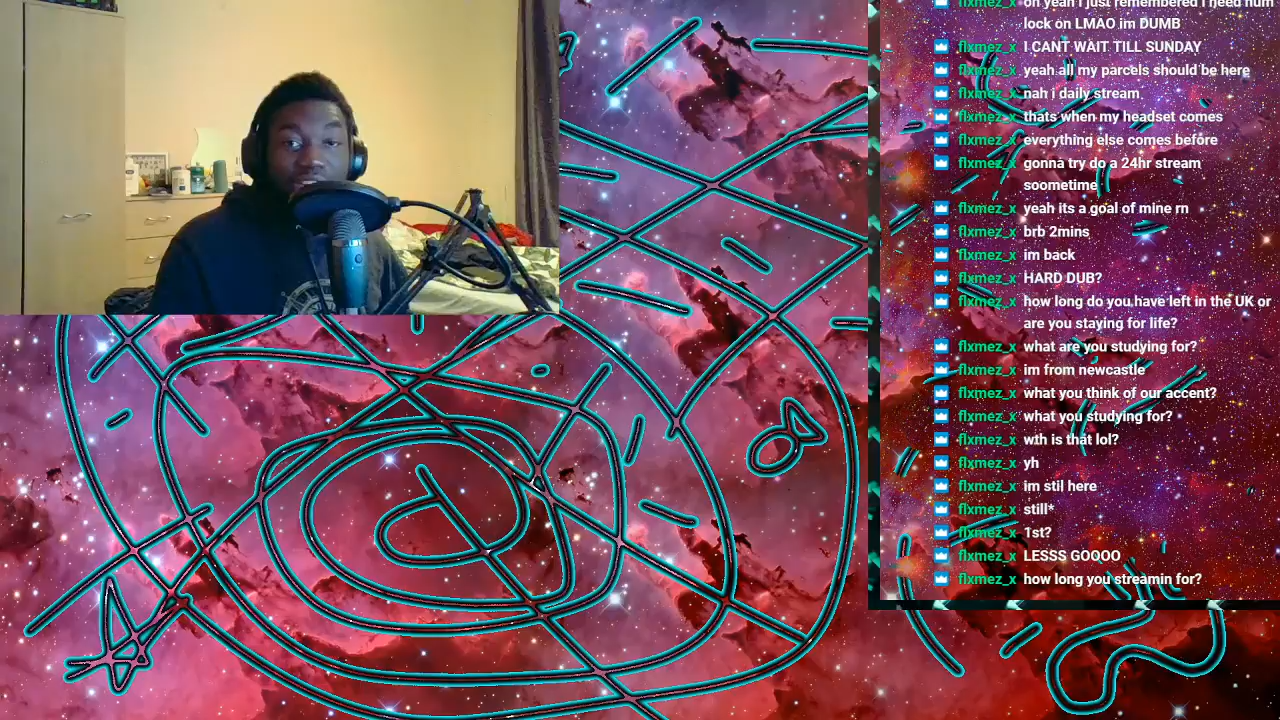 flxmez_x oh yeah i just remembered i need num
lock on LMAO im DUMB
flxmez_x I CANT WAIT TILL SUNDAY
flxmez_x yeah all my parcels should be here
flxmez_x nah i daily stream
flxmez_x thats when my headset comes
flxmez_x everything else comes before
flxmez_x gonna try do a 24hr stream
soometime
flxmez_x yeah its a goal of mine rn
flxmez_x brb 2mins
flxmez_x im back
flxmez_x HARD DUB?
flxmez_x how long do you have left in the UK or
are you staying for life?
flxmez_x what are you studying for?
flxmez_x im from newcastle
flxmez_x what you think of our accent?
flxmez_x what you studying for?
flxmez_x wth is that lol?
flxmez_x yh
flxmez_x im stil here
flxmez_x still*
flxmez_x 1st?
flxmez_x LESSS GOOOO
flxmez_x how long you streamin for?